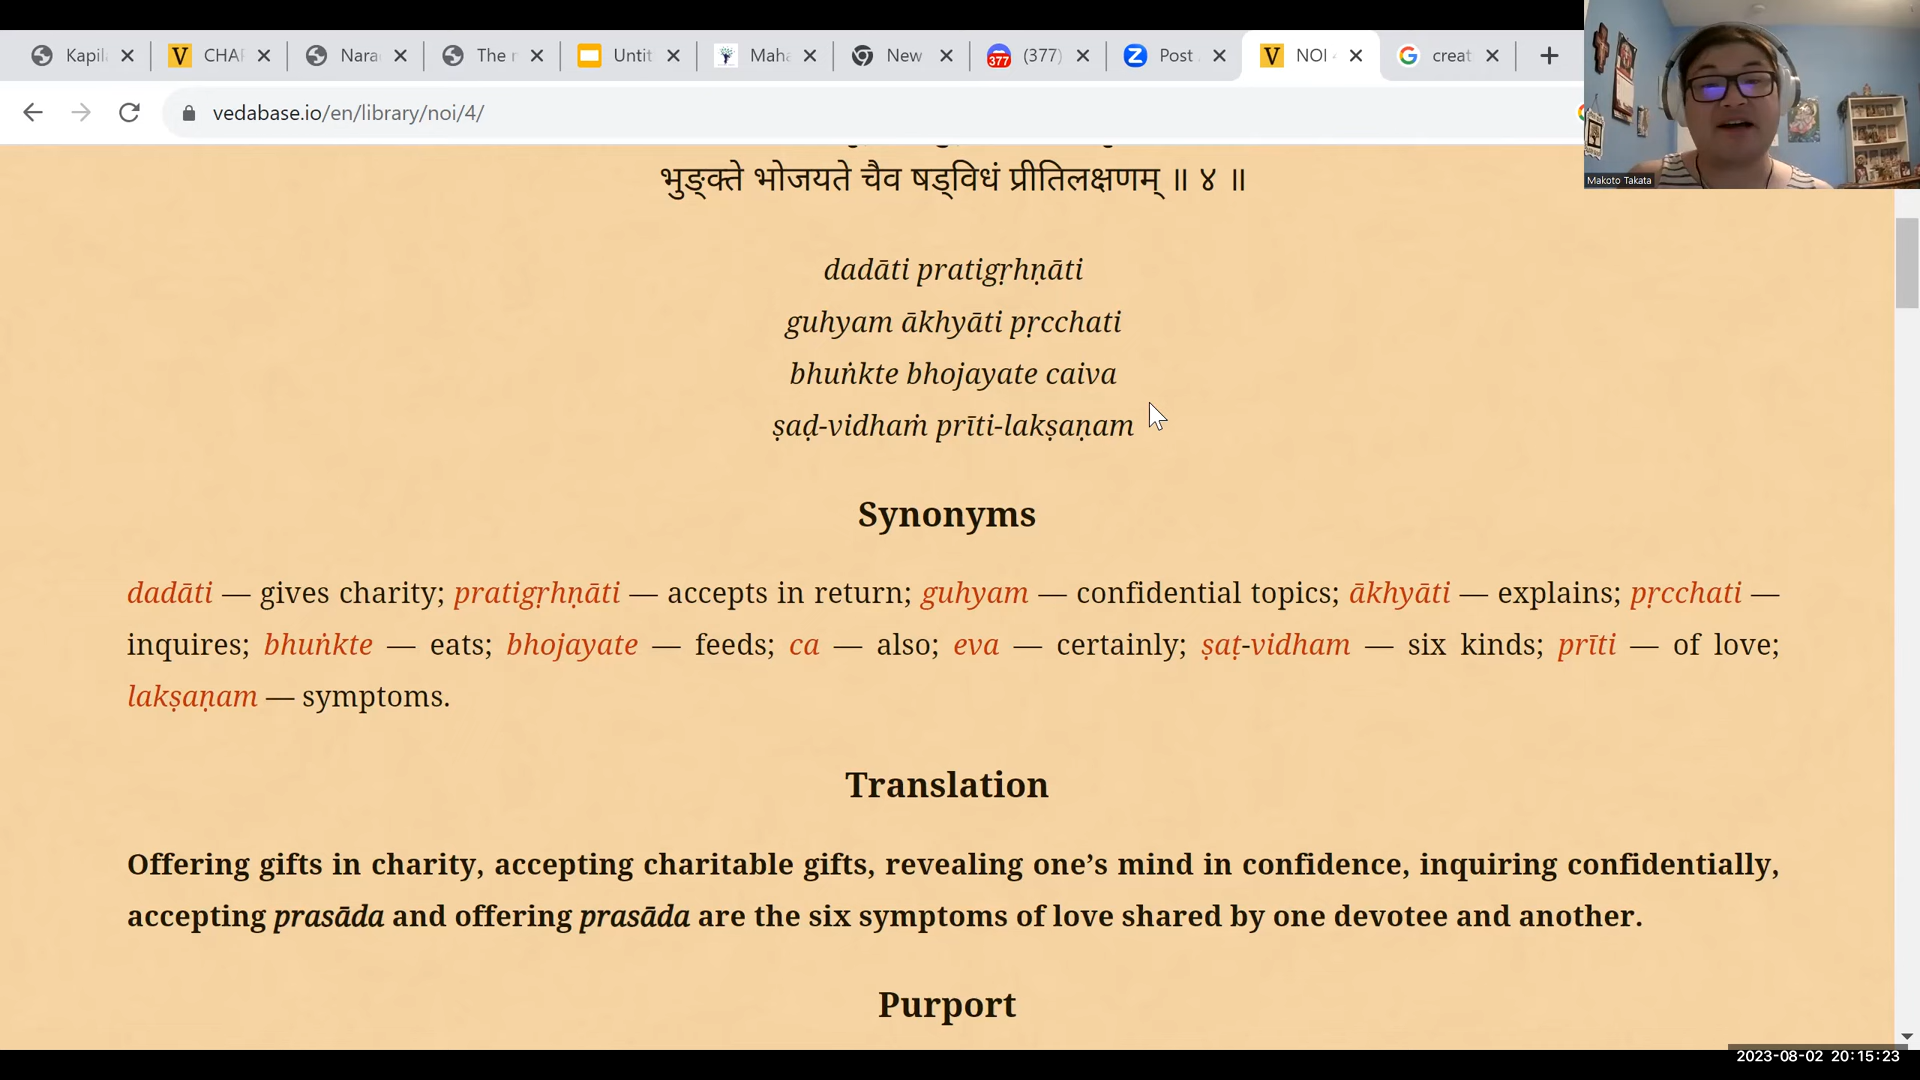 Kapil
CHAI
Nara
The r
Untit
Maha
New
(377)
Post
NOI
creat
377
vedabase.io/en/library/noi/4/
Makoto Takata
भुङ्क्ते भोजयते चैव षड्‌विधं प्रीतिलक्षणम् ॥ ४ ॥
dadāti pratigṛhṇāti
guhyam ākhyāti pṛcchati
bhuṅkte bhojayate caiva
ṣaḍ-vidhaṁ prīti-lakṣaṇam
Synonyms
dadāti — gives charity; pratigṛhṇāti — accepts in return; guhyam — confidential topics; ākhyāti — explains; pṛcchati —
inquires; bhuṅkte — eats; bhojayate — feeds; ca — also; eva — certainly; ṣaṭ-vidham — six kinds; prīti — of love;
lakṣaṇam — symptoms.
Translation
Offering gifts in charity, accepting charitable gifts, revealing one’s mind in confidence, inquiring confidentially,
accepting prasāda and offering prasāda are the six symptoms of love shared by one devotee and another.
Purport
2023-08-02 20:15:23